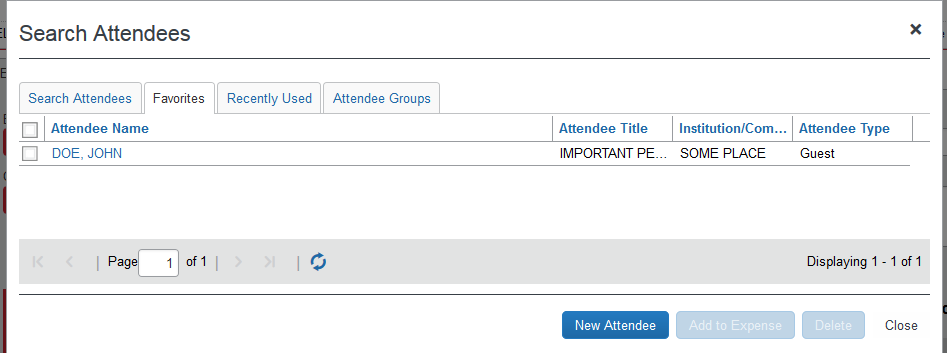 Search Attendees
×
Search Attendees Favorites Recently Used Attendee Groups
Attendee Name Attendee Title Institution/Com... Attendee Type
DOE, JOHN IMPORTANT PE... SOME PLACE Guest
Page 1 of 1 Displaying 1 - 1 of 1
New Attendee Add to Expense Delete Close